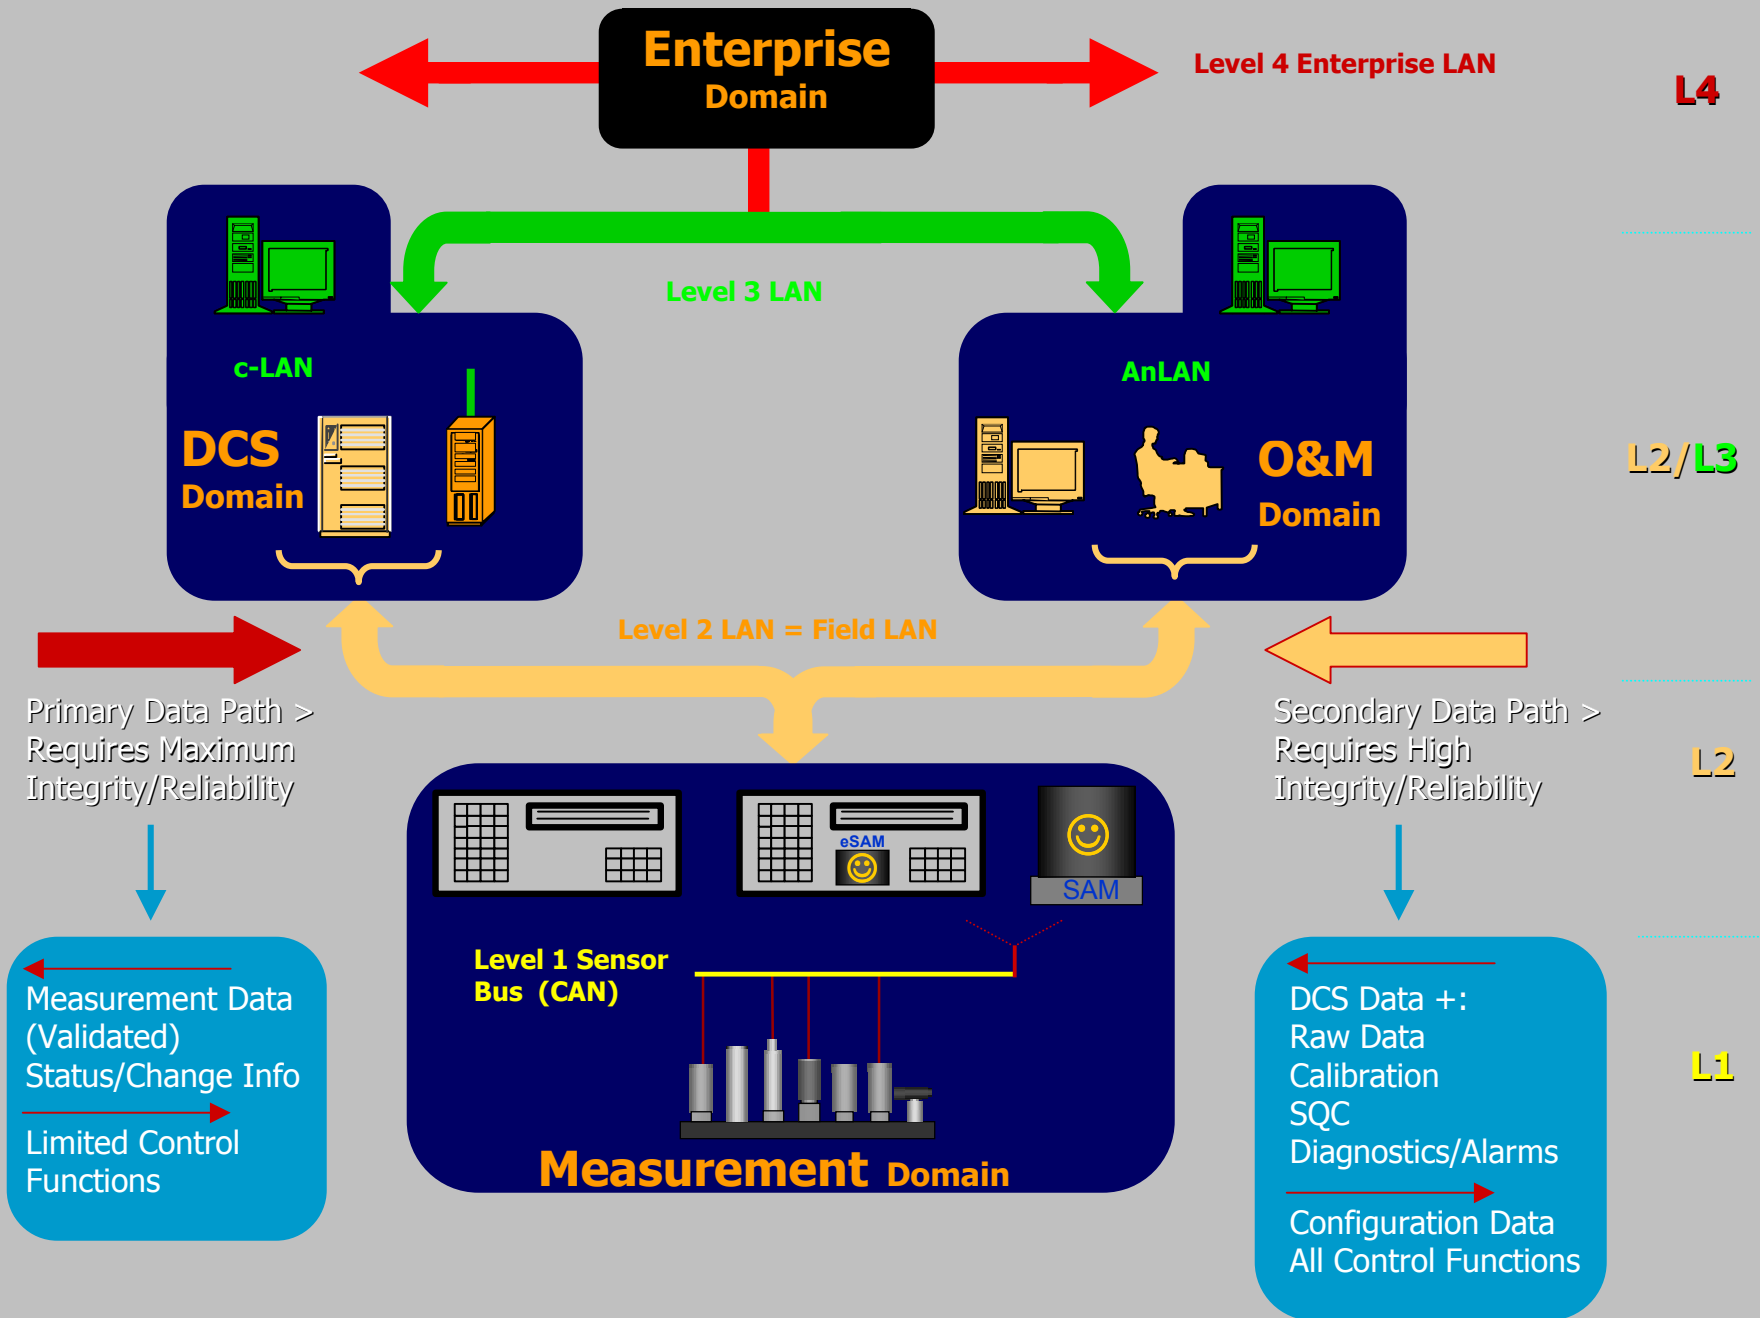 Enterprise
Domain
Level 4 Enterprise LAN
L4
Level 3 LAN
c-LAN
DCS
Domain
AnLAN
O&M
Domain
L2/L3
Level 2 LAN = Field LAN
Primary Data Path >
Requires Maximum
Integrity/Reliability
Secondary Data Path >
Requires High
Integrity/Reliability
L2
eSAM
SAM
Level 1 Sensor
Bus (CAN)
Measurement Domain
Measurement Data
(Validated)
Status/Change Info
Limited Control
Functions
DCS Data +:
Raw Data
Calibration
SQC
Diagnostics/Alarms
Configuration Data
All Control Functions
L1